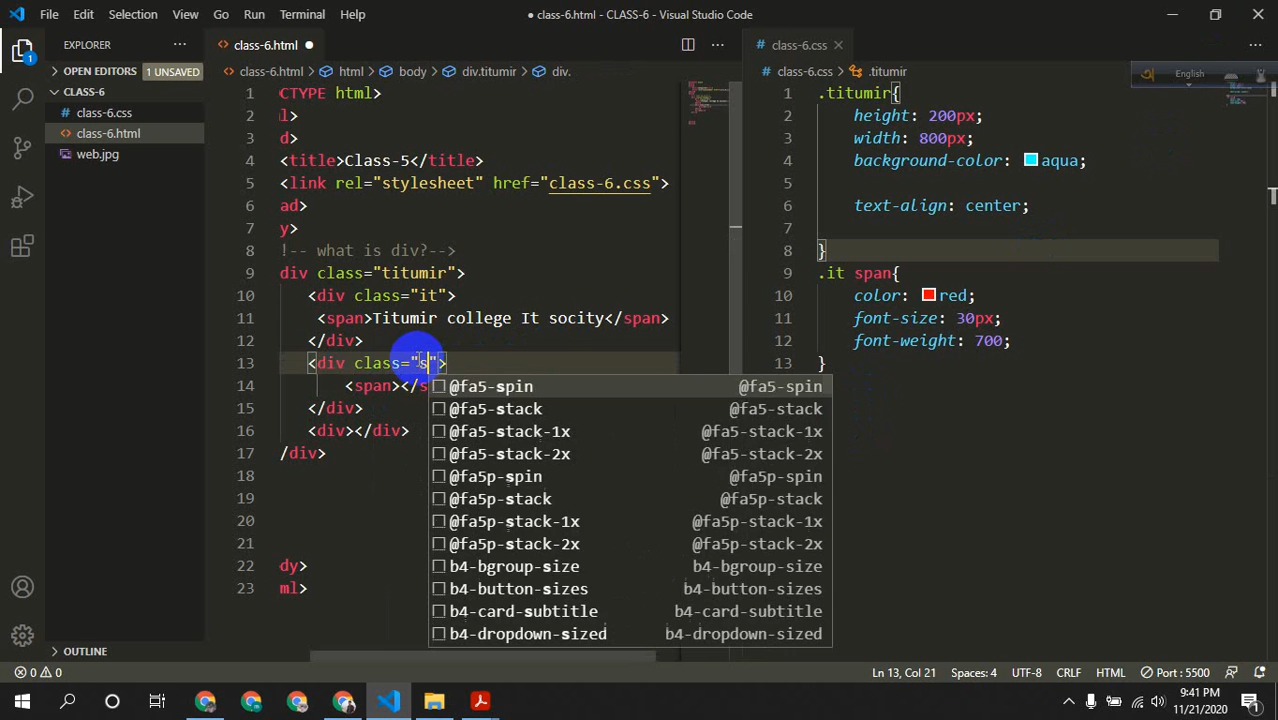 File Edit Selection View Go Run Terminal Help
● class-6.html - CLASS-6 - Visual Studio Code
EXPLORER
OPEN EDITORS 1 UNSAVED
CLASS-6
class-6.css
class-6.html
web.jpg
OUTLINE
class-6.html ●
class-6.html > html > body > div.titumir > div.
1 CTYPE html>
2 l>
3 d>
4 <title>Class-5</title>
5 <link rel="stylesheet" href="class-6.css">
6 ad>
7 y>
8 !-- what is div?-->
9 div class="titumir">
10 <div class="it">
11 <span>Titumir college It socity</span>
12 </div>
13 <div class="s">
14 <span></s
15 </div>
16 <div></div>
17 /div>
18
19
20
21
22 dy>
23 ml>
@fa5-spin @fa5-spin
@fa5-stack @fa5-stack
@fa5-stack-1x @fa5-stack-1x
@fa5-stack-2x @fa5-stack-2x
@fa5p-spin @fa5p-spin
@fa5p-stack @fa5p-stack
@fa5p-stack-1x @fa5p-stack-1x
@fa5p-stack-2x @fa5p-stack-2x
b4-bgroup-size b4-bgroup-size
b4-button-sizes b4-button-sizes
b4-card-subtitle b4-card-subtitle
b4-dropdown-sized b4-dropdown-sized
class-6.css
class-6.css > .titumir
English
1 .titumir{
2 height: 200px;
3 width: 800px;
4 background-color: aqua;
5
6 text-align: center;
7
8 }
9 .it span{
10 color: red;
11 font-size: 30px;
12 font-weight: 700;
13 }
0 0
Ln 13, Col 21 Spaces: 4 UTF-8 CRLF HTML Port : 5500
9:41 PM
11/21/2020